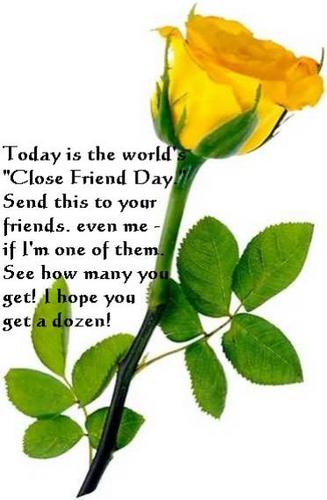 Today is the world's
"Close Friend Day."
Send this to your
friends. even me -
if I'm one of them.
See how many you
get! I hope you
get a dozen!